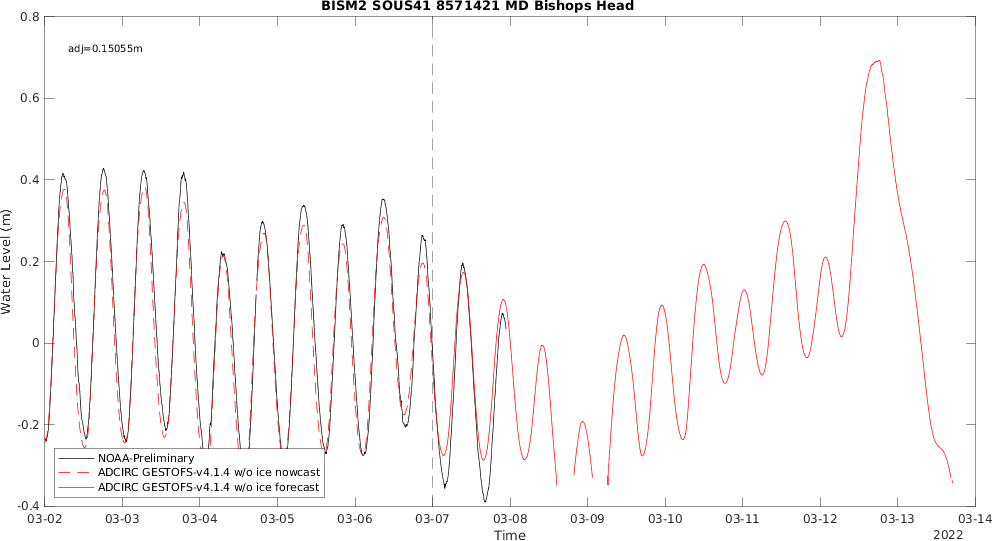 BISM2 SOUS41 8571421 MD Bishops Head
adj=0.15055m
Water Level (m)
0.8
0.6
0.4
0.2
0
-0.2
-0.4
NOAA-Preliminary
ADCIRC GESTOFS-v4.1.4 w/o ice nowcast
ADCIRC GESTOFS-v4.1.4 w/o ice forecast
03-02 03-03 03-04 03-05 03-06 03-07 03-08 03-09 03-10 03-11 03-12 03-13 03-14
Time
2022